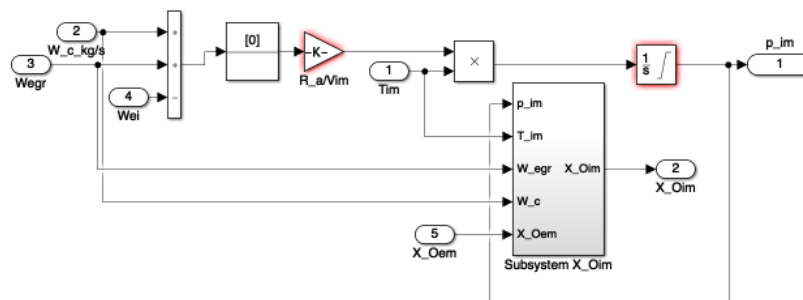 2
W_c_kg/s
3
Wegr
4
Wei
+
+
−
[0]
-K-
R_a/Vim
1
Tim
×
1
s
p_im
1
p_im
T_im
W_egr
W_c
X_Oem
X_Oim
Subsystem X_Oim
2
X_Oim
5
X_Oem